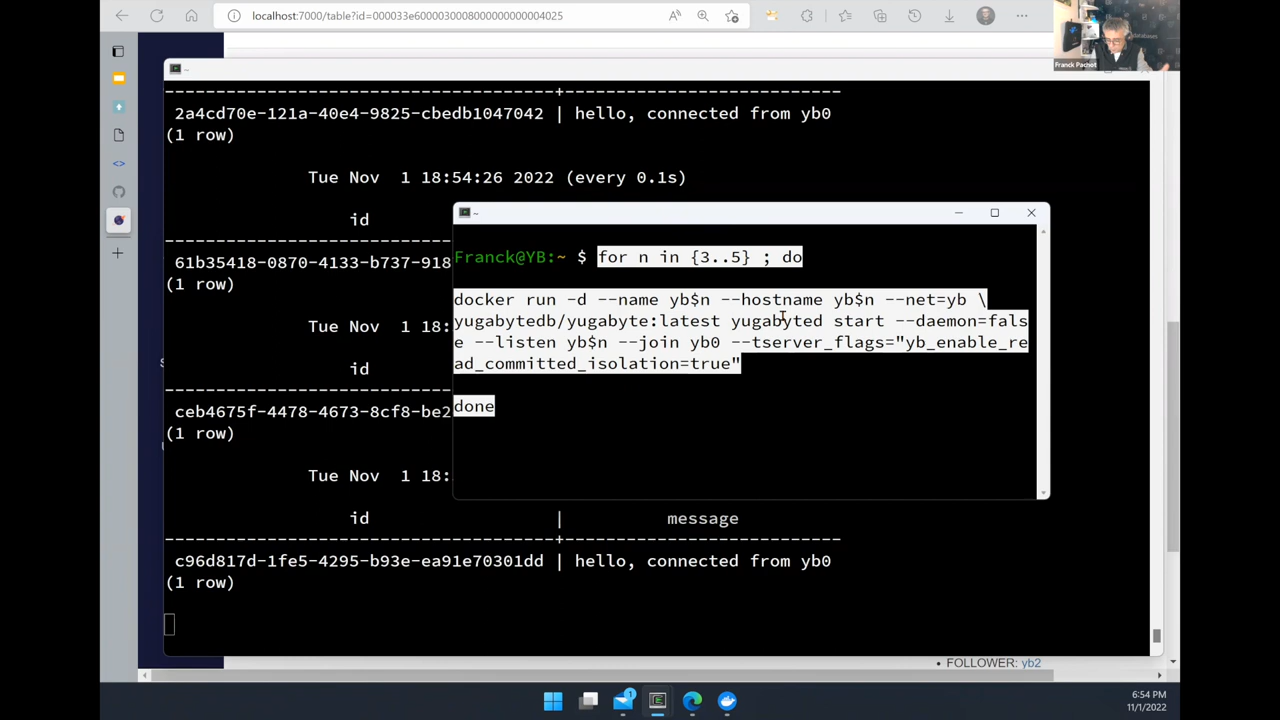 localhost:7000/table?id=000033e6000030008000000000004025
Franck Pachot
~
----------------------------------------+---------------------------
2a4cd70e-121a-40e4-9825-cbedb1047042 | hello, connected from yb0
(1 row)
Tue Nov  1 18:54:26 2022 (every 0.1s)
id
61b35418-0870-4133-b737-918
(1 row)
Tue Nov  1 18:
id
ceb4675f-4478-4673-8cf8-be2
(1 row)
Tue Nov  1 18:
id | message
----------------------------------------+---------------------------
c96d817d-1fe5-4295-b93e-ea91e70301dd | hello, connected from yb0
(1 row)
~
Franck@YB:~ $ for n in {3..5} ; do
docker run -d --name yb$n --hostname yb$n --net=yb \
yugabytedb/yugabyte:latest yugabyted start --daemon=fals
e --listen yb$n --join yb0 --tserver_flags="yb_enable_re
ad_committed_isolation=true"
done
• FOLLOWER: yb2
6:54 PM
11/1/2022